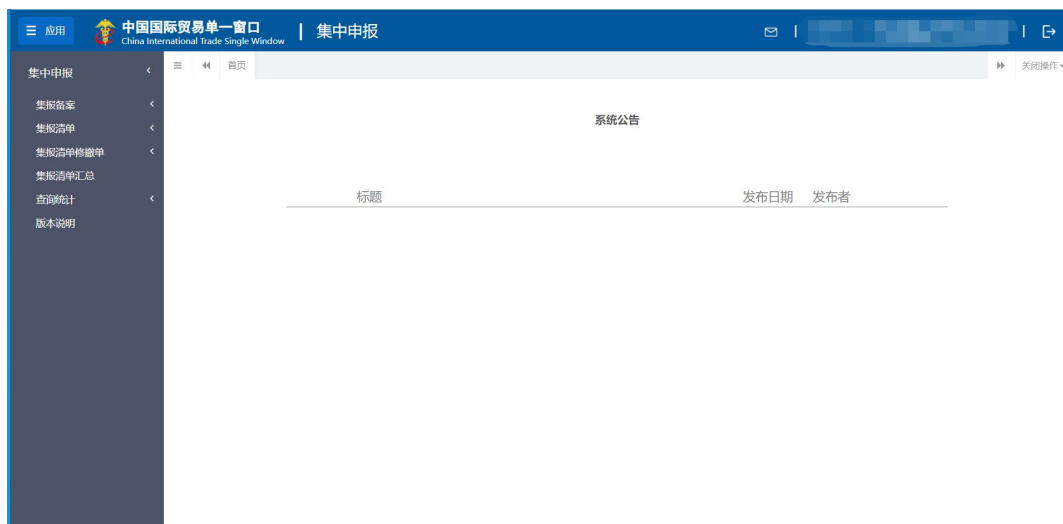 应用
中国国际贸易单一窗口
China International Trade Single Window
集中申报
集中申报
首页
关闭操作
集报备案
集报清单
集报清单修撤单
集报清单汇总
查询统计
版本说明
系统公告
标题 发布日期 发布者